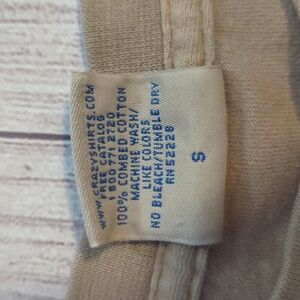 WWW.CRAZYSHIRTS.COM
FREE CATALOG
1 800 771 2720
100% COMBED COTTON
MACHINE WASH/
LIKE COLORS
NO BLEACH/TUMBLE DRY
RN52228
S